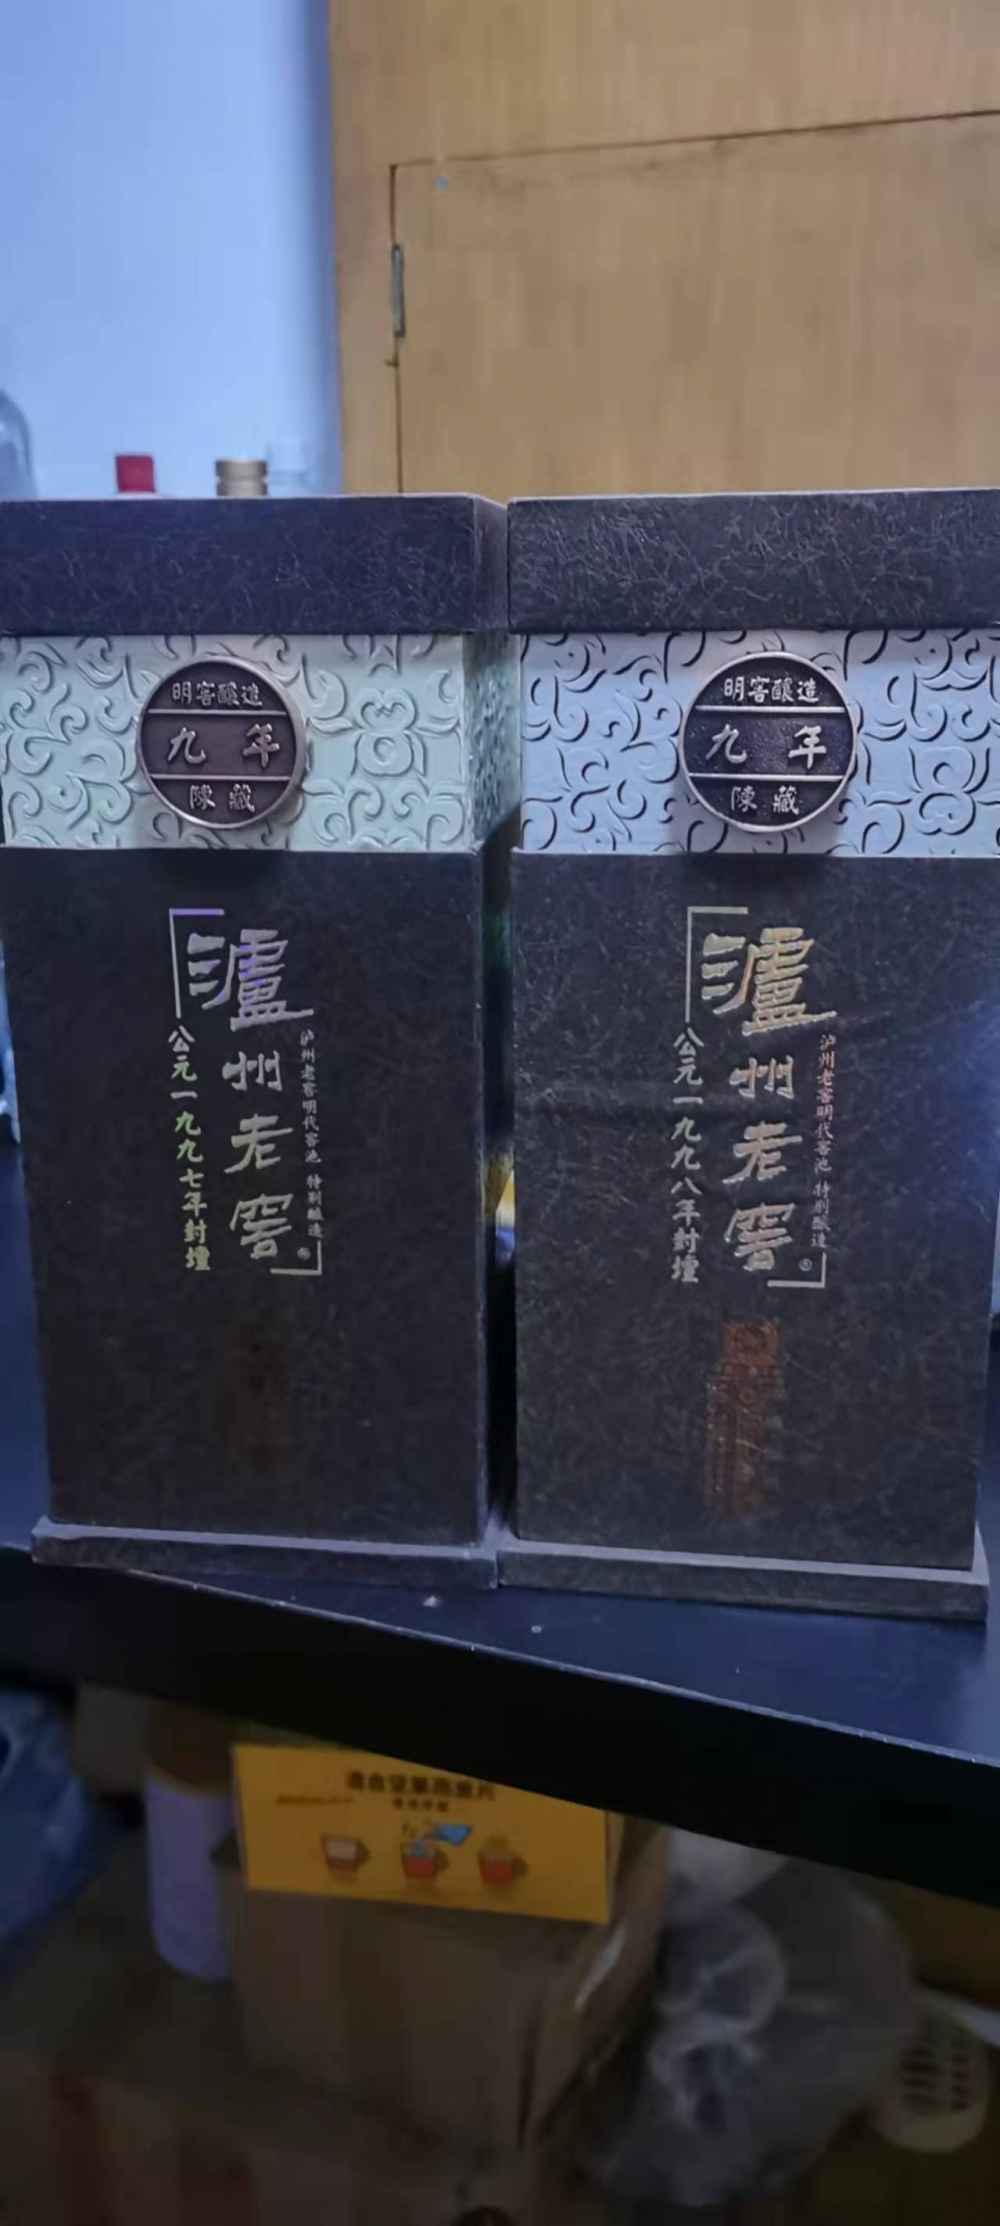 明窖釀造
九年
陳藏
瀘州老窖
公元一九九七年封壇
泸州老窖明代窖池 特别酿造
明窖釀造
九年
陳藏
瀘州老窖
公元一九九八年封壇
泸州老窖明代窖池 特别酿造